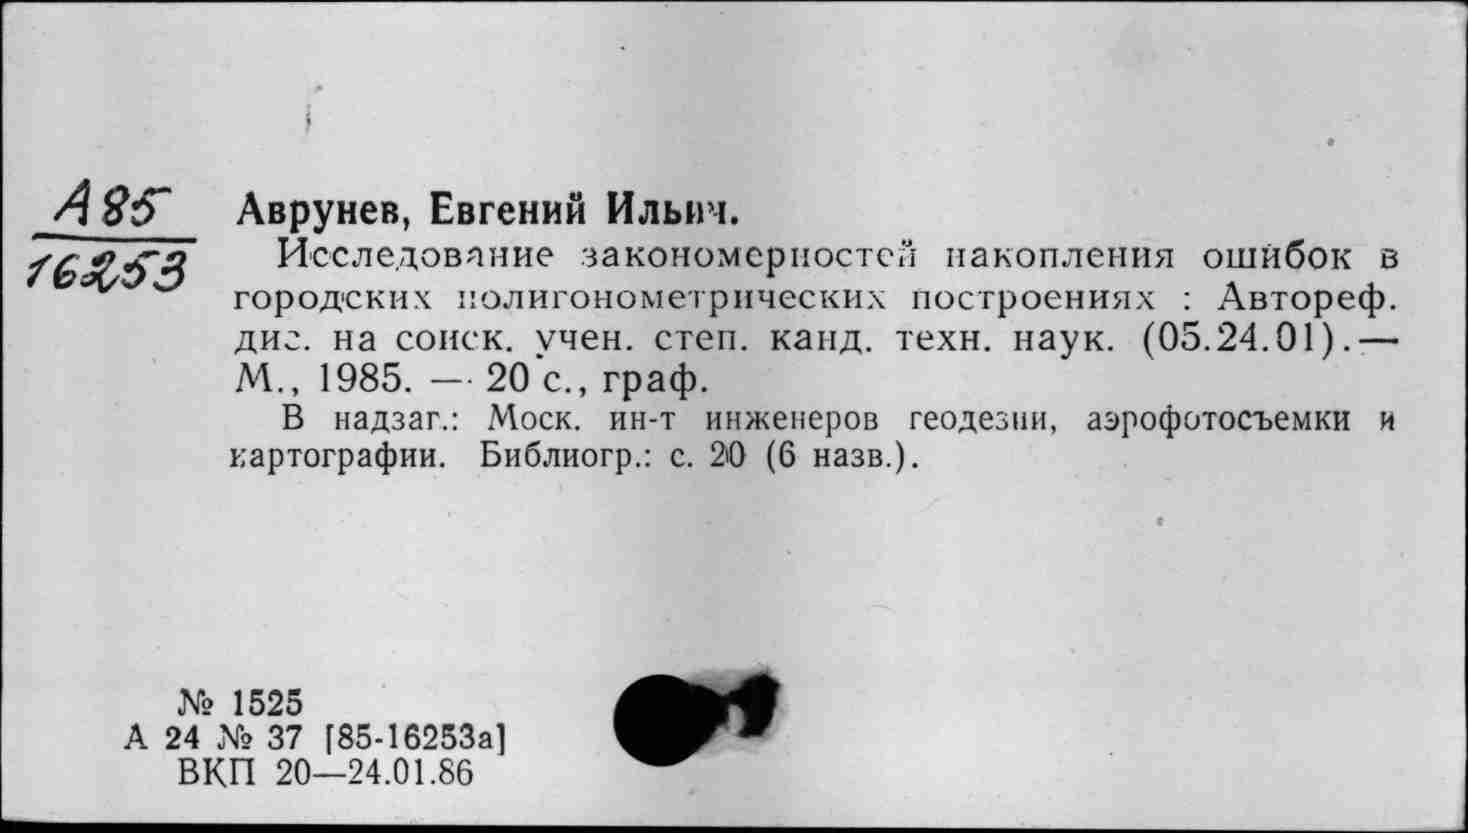 А85
16253
Аврунев, Евгений Ильич.
Исследование закономерностей накопления ошибок в
городских полигонометрических построениях : Автореф.
дис. на соиск. учен. степ. канд. техн. наук. (05.24.01). —
М., 1985. — 20 с., граф.
В надзаг.: Моск. ин-т инженеров геодезии, аэрофотосъемки и
картографии. Библиогр.: с. 20 (6 назв.).
№ 1525
А 24 № 37 [85-16253а]
ВКП 20—24.01.86